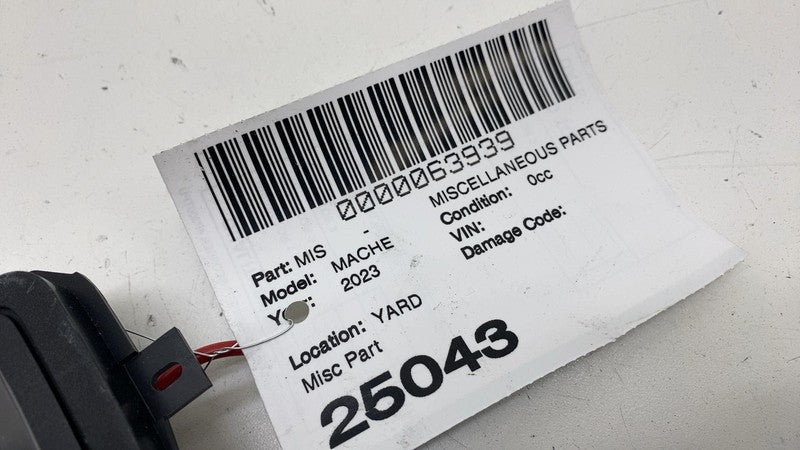 0000063939
Part: MIS - MISCELLANEOUS PARTS
Model: MACHE Condition: 0cc
2023 VIN:
Damage Code:
Location: YARD
Misc Part
25043